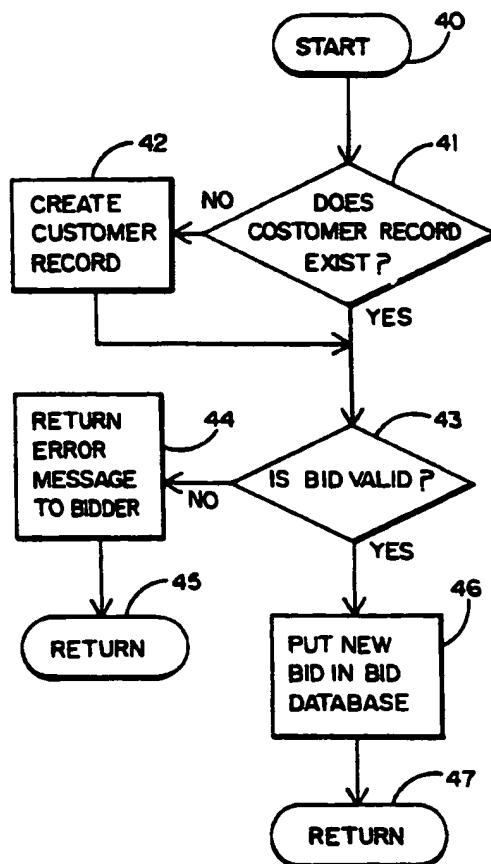 40
START
42
41
CREATE
CUSTOMER
RECORD
NO
DOES
COSTOMER RECORD
EXIST?
YES
RETURN
ERROR
MESSAGE
TO BIDDER
44
43
IS BID VALID?
NO
YES
45
RETURN
46
PUT NEW
BID IN BID
DATABASE
47
RETURN